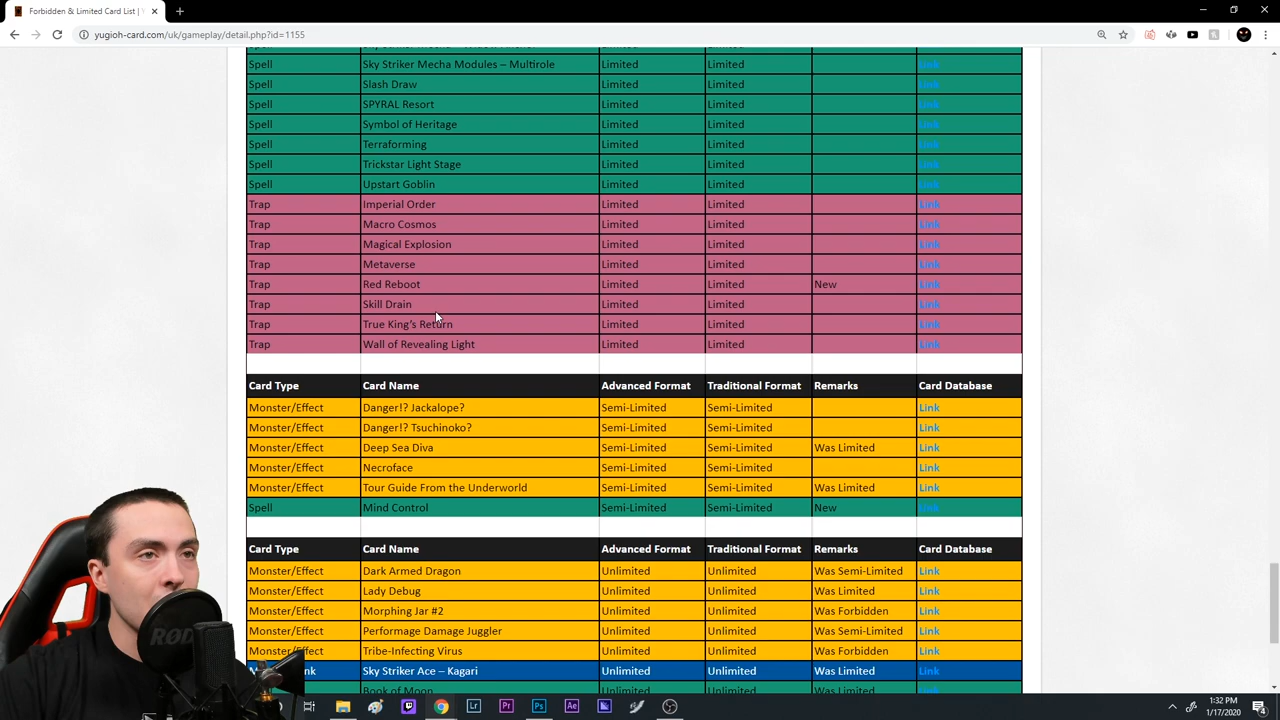 Forbidden & Limited Card List | Y
yugioh-card.com/uk/gameplay/detail.php?id=1155
Spell Sky Striker Mecha Modules – Multirole Limited Limited Link
Spell Slash Draw Limited Limited Link
Spell SPYRAL Resort Limited Limited Link
Spell Symbol of Heritage Limited Limited Link
Spell Terraforming Limited Limited Link
Spell Trickstar Light Stage Limited Limited Link
Spell Upstart Goblin Limited Limited Link
Trap Imperial Order Limited Limited Link
Trap Macro Cosmos Limited Limited Link
Trap Magical Explosion Limited Limited Link
Trap Metaverse Limited Limited Link
Trap Red Reboot Limited Limited New Link
Trap Skill Drain Limited Limited Link
Trap True King's Return Limited Limited Link
Trap Wall of Revealing Light Limited Limited Link
Card Type Card Name Advanced Format Traditional Format Remarks Card Database
Monster/Effect Danger!? Jackalope? Semi-Limited Semi-Limited Link
Monster/Effect Danger!? Tsuchinoko? Semi-Limited Semi-Limited Link
Monster/Effect Deep Sea Diva Semi-Limited Semi-Limited Was Limited Link
Monster/Effect Necroface Semi-Limited Semi-Limited Link
Monster/Effect Tour Guide From the Underworld Semi-Limited Semi-Limited Was Limited Link
Spell Mind Control Semi-Limited Semi-Limited New Link
Card Type Card Name Advanced Format Traditional Format Remarks Card Database
Monster/Effect Dark Armed Dragon Unlimited Unlimited Was Semi-Limited Link
Monster/Effect Lady Debug Unlimited Unlimited Was Limited Link
Monster/Effect Morphing Jar #2 Unlimited Unlimited Was Forbidden Link
Monster/Effect Performage Damage Juggler Unlimited Unlimited Was Semi-Limited Link
Monster/Effect Tribe-Infecting Virus Unlimited Unlimited Was Forbidden Link
Sky Striker Ace – Kagari Unlimited Unlimited Was Limited Link
Book of Moon Unlimited Unlimited Was Limited Link
RØDE
Lr Pr Ps Ae
1:32 PM
1/17/2020